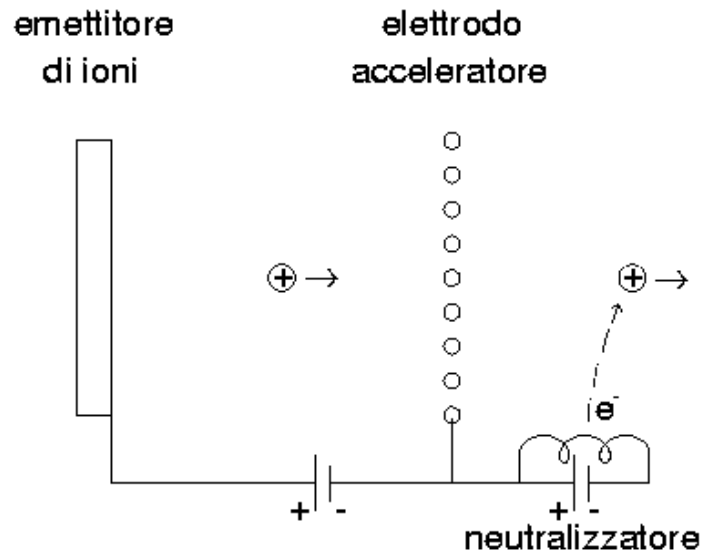 emettitore
di ioni
elettrodo
acceleratore
+ →
+ →
e-
+ -
+ -
neutralizzatore